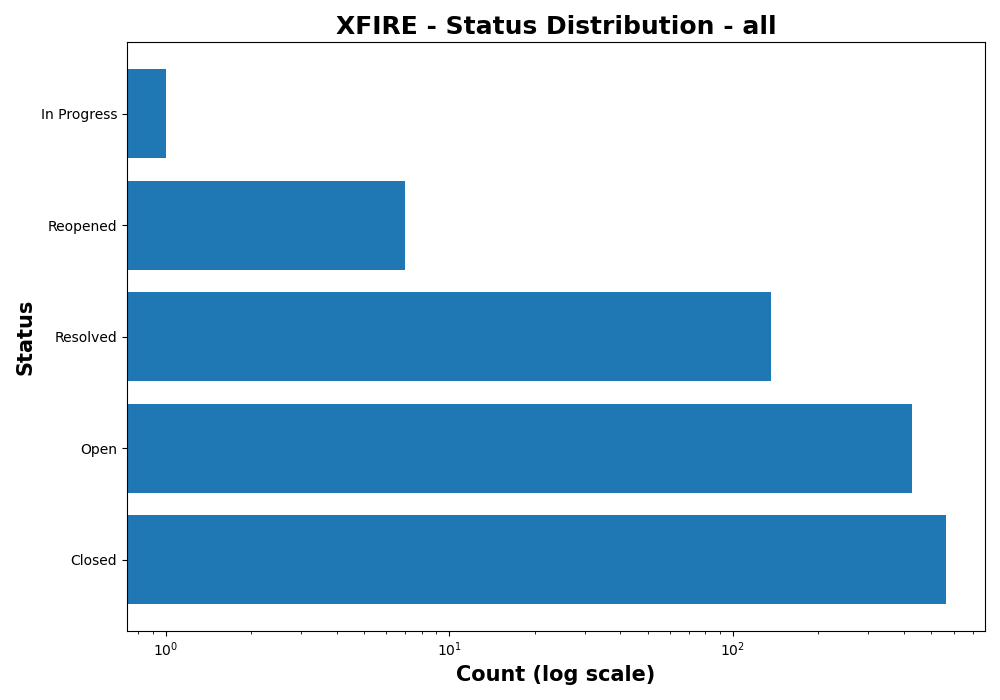 XFIRE - Status Distribution - all
In Progress
Reopened
Resolved
Open
Closed
Status
10⁰ 10¹ 10²
Count (log scale)